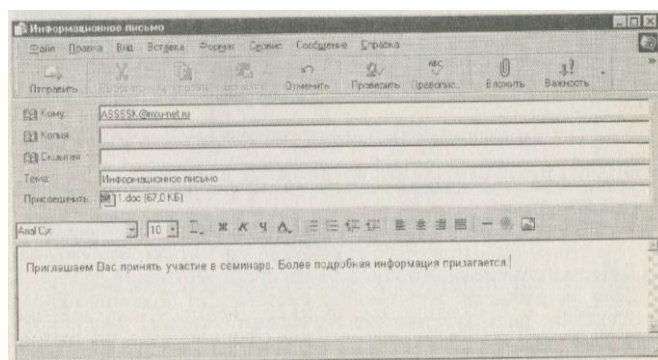 Информационное письмо
Файл Правка Вид Вставка Формат Сервис Сообщение Справка
Отправить Отменить Проверить Правопис... Вложить Важность
Кому: ASSSSK@mcu-net.ru
Копия:
Скрытая:
Тема: Информационное письмо
Присоединить: 1.doc (67,0 КБ)
Arial Cyr 10 Ж К Ч А
Приглашаем Вас принять участие в семинаре. Более подробная информация прилагается.